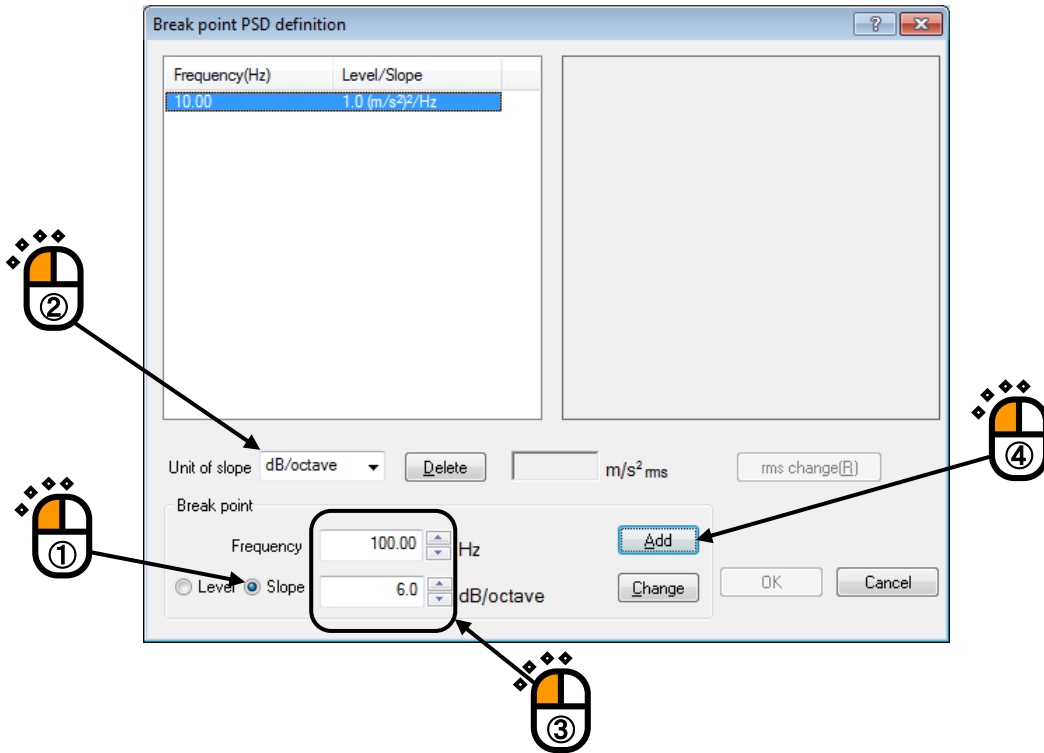 Break point PSD definition
?
Frequency(Hz) Level/Slope
10.00 1.0 (m/s²)²/Hz
②
④
Unit of slope dB/octave Delete m/s² rms rms change(R)
Break point
①
Frequency 100.00 Hz Add
Level Slope 6.0 dB/octave Change OK Cancel
③